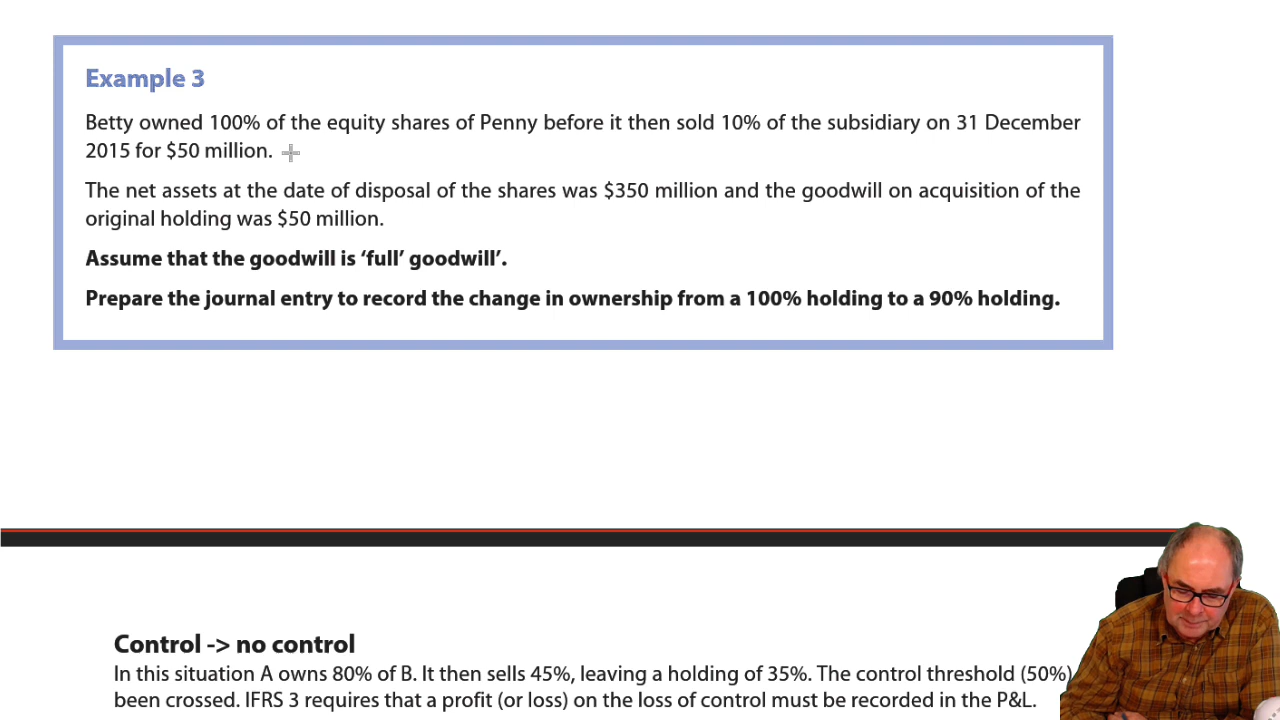 Example 3
Betty owned 100% of the equity shares of Penny before it then sold 10% of the subsidiary on 31 December
2015 for $50 million.
The net assets at the date of disposal of the shares was $350 million and the goodwill on acquisition of the
original holding was $50 million.
Assume that the goodwill is ‘full’ goodwill’.
Prepare the journal entry to record the change in ownership from a 100% holding to a 90% holding.
Control -> no control
In this situation A owns 80% of B. It then sells 45%, leaving a holding of 35%. The control threshold (50%)
been crossed. IFRS 3 requires that a profit (or loss) on the loss of control must be recorded in the P&L.